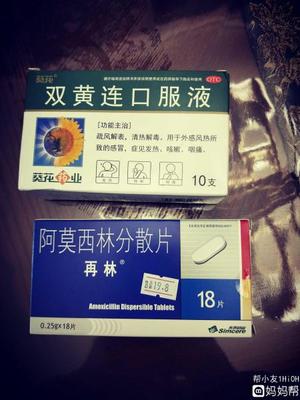 葵花
OTC
双黄连口服液
[功能主治]
疏风解表,清热解毒。用于外感风热所
致的感冒,症见发热、咳嗽、咽痛。
葵花药业
10支
阿莫西林分散片
再林®
18片
19.8
Amoxicillin Dispersible Tablets
0.25g×18片
Simcere
帮小友1HiOH
妈妈帮